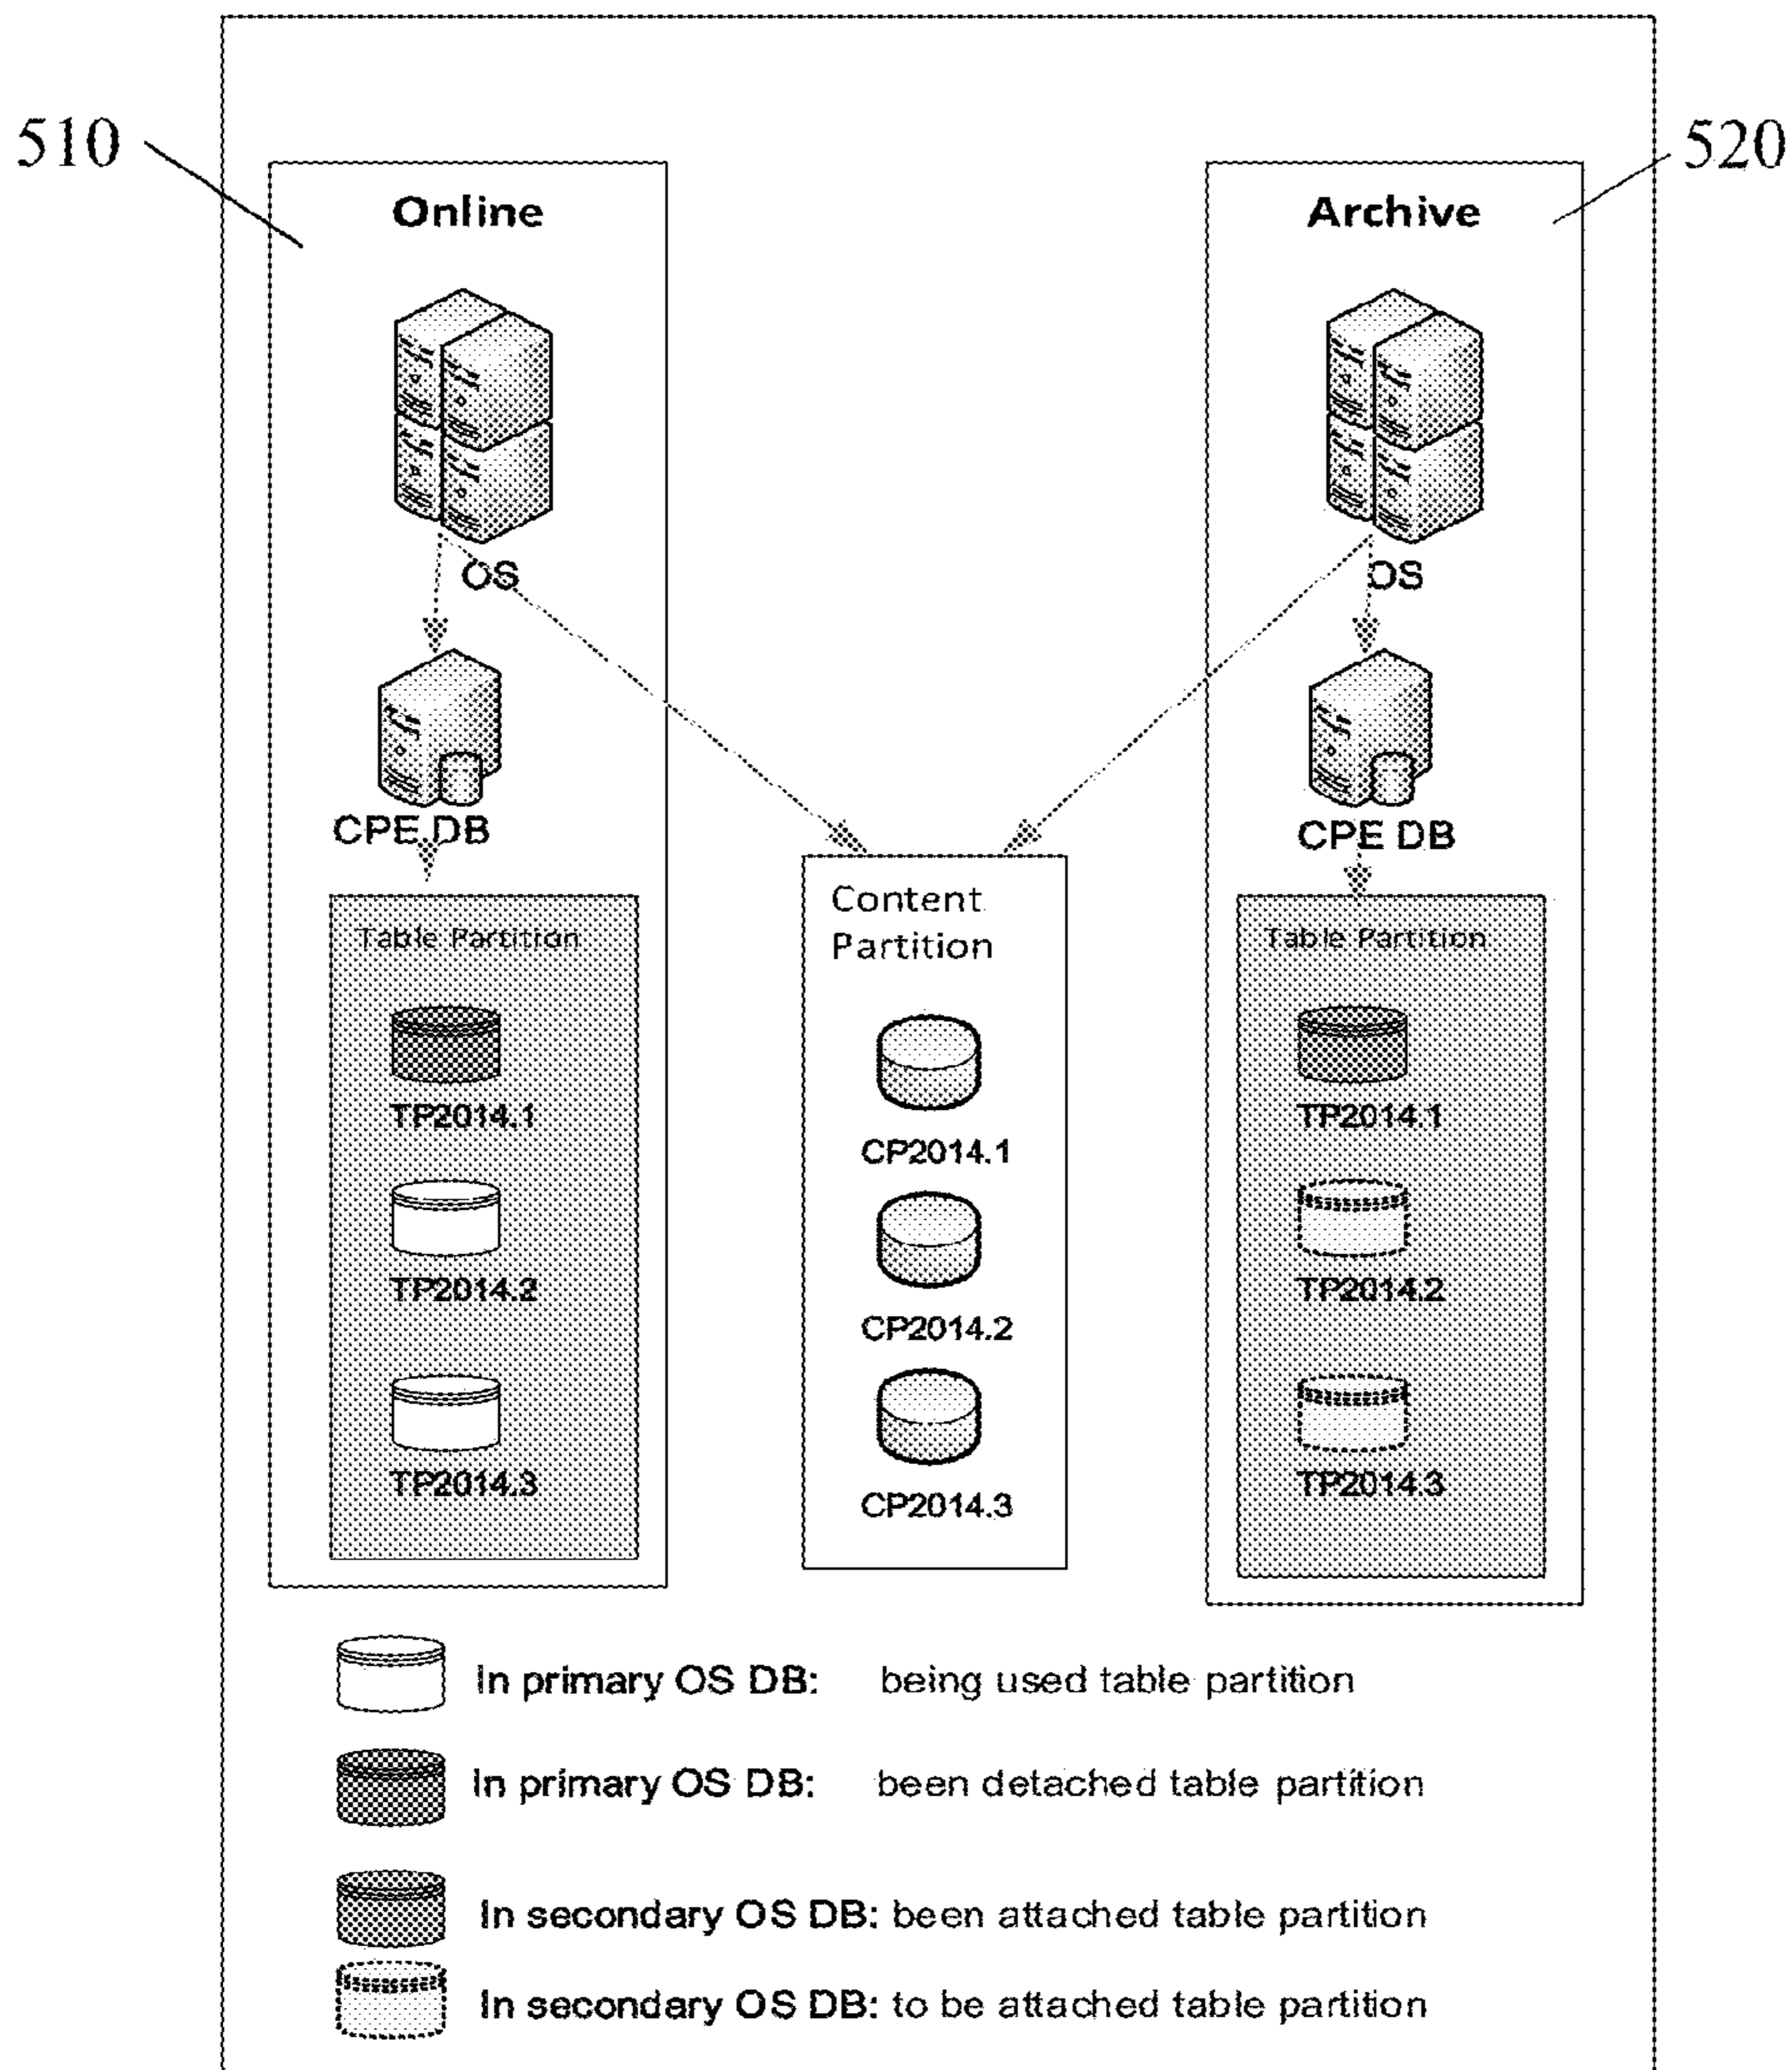 510
520
Online
OS
CPE DB
Table Partition
TP2014.1
TP2014.2
TP2014.3
Content
Partition
CP2014.1
CP2014.2
CP2014.3
Archive
OS
CPE DB
Table Partition
TP2014.1
TP2014.2
TP2014.3
In primary OS DB: being used table partition
In primary OS DB: been detached table partition
In secondary OS DB: been attached table partition
In secondary OS DB: to be attached table partition